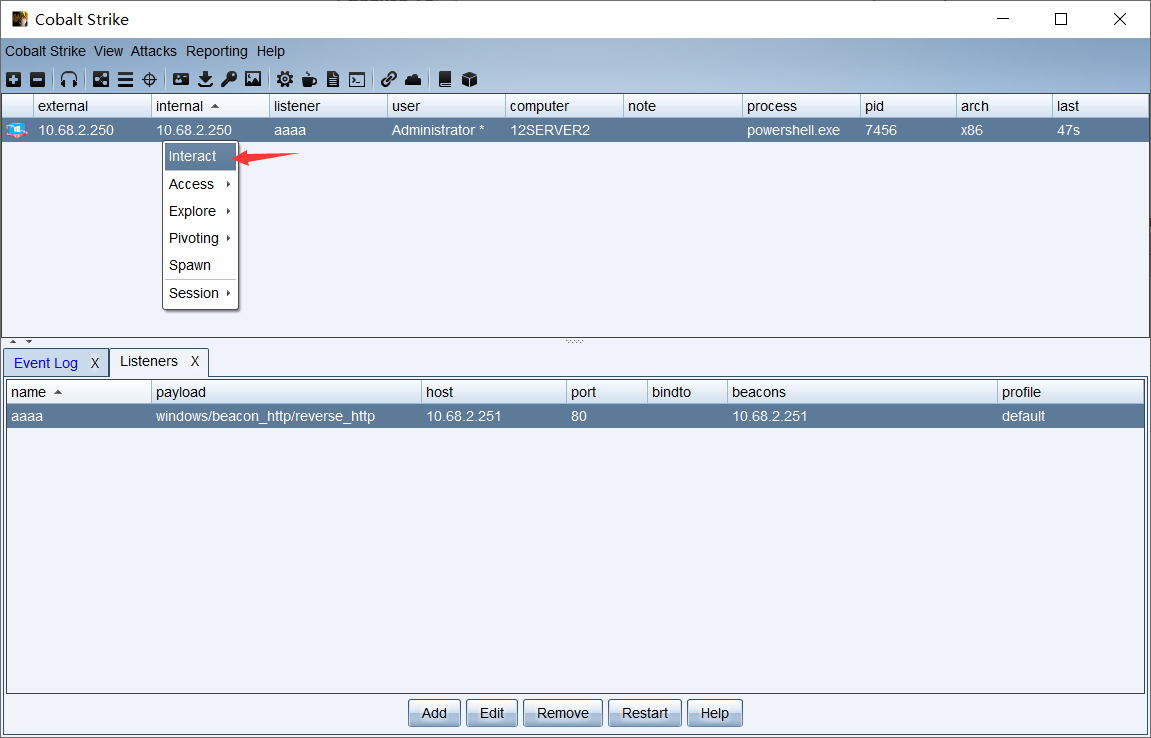 Cobalt Strike
Cobalt Strike View Attacks Reporting Help
external internal listener user computer note process pid arch last
10.68.2.250 10.68.2.250 aaaa Administrator * 12SERVER2 powershell.exe 7456 x86 47s
Interact
Access
Explore
Pivoting
Spawn
Session
Event Log X Listeners X
name payload host port bindto beacons profile
aaaa windows/beacon_http/reverse_http 10.68.2.251 80 10.68.2.251 default
Add Edit Remove Restart Help